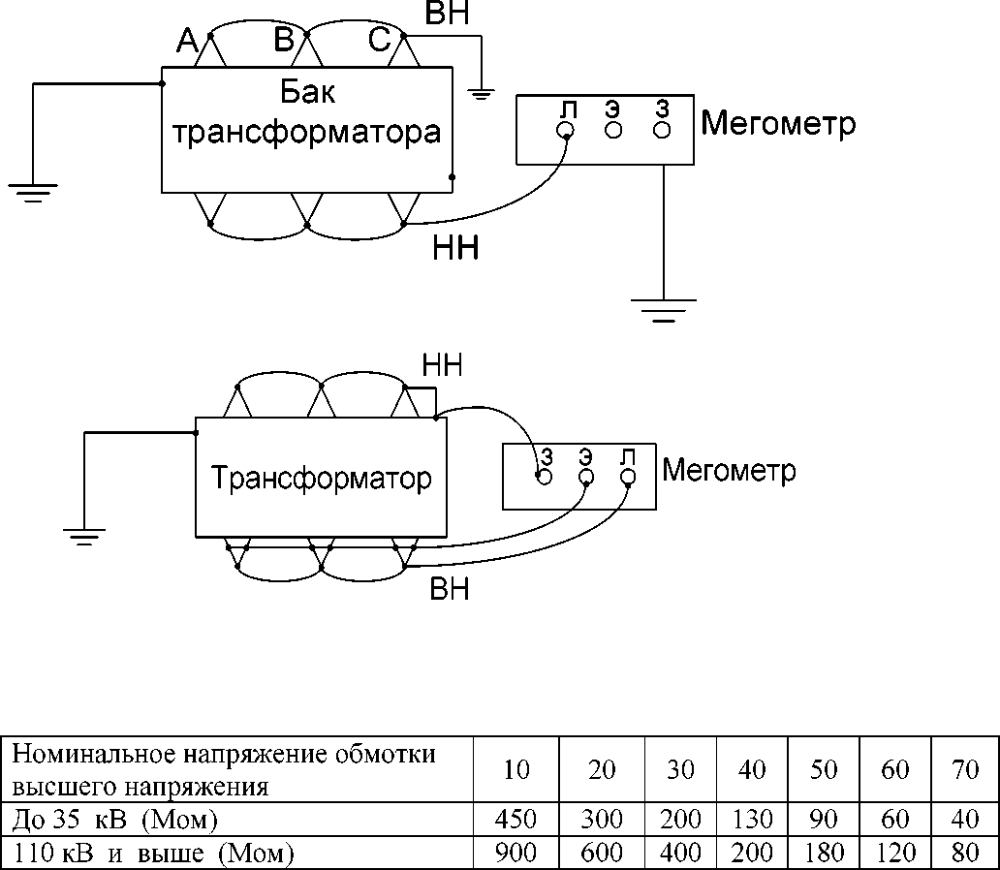 ВН
А В С
Бак
трансформатора
Л Э З
Мегометр
НН
НН
Трансформатор
З Э Л
Мегометр
ВН
Номинальное напряжение обмотки
высшего напряжения 10 20 30 40 50 60 70
До 35 кВ (Мом) 450 300 200 130 90 60 40
110 кВ и выше (Мом) 900 600 400 200 180 120 80